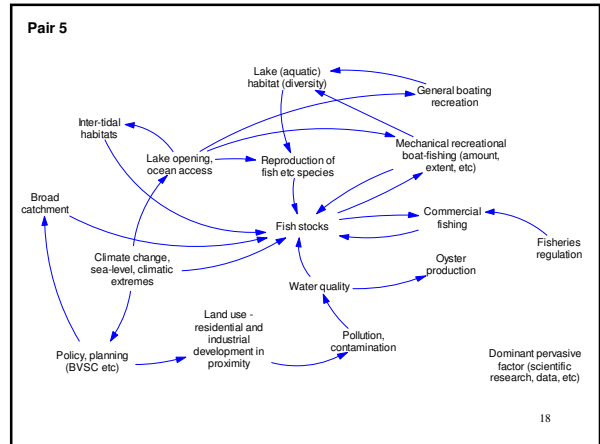 Pair 5
Lake (aquatic)
habitat (diversity)
General boating
recreation
Inter-tidal
habitats
Lake opening,
ocean access
Reproduction of
fish etc species
Mechanical recreational
boat-fishing (amount,
extent, etc)
Broad
catchment
Fish stocks
Commercial
fishing
Fisheries
regulation
Climate change,
sea-level, climatic
extremes
Oyster
production
Water quality
Land use -
residential and
industrial
development in
proximity
Pollution,
contamination
Policy, planning
(BVSC etc)
Dominant pervasive
factor (scientific
research, data, etc)
18